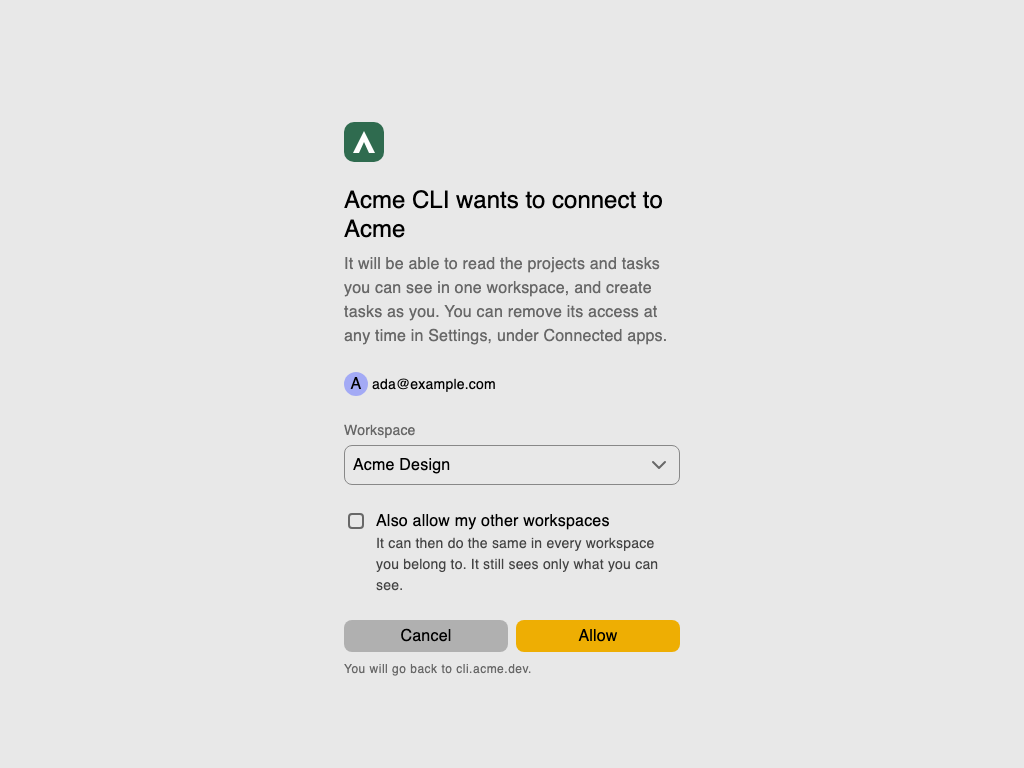 Acme CLI wants to connect to
Acme
It will be able to read the projects and tasks
you can see in one workspace, and create
tasks as you. You can remove its access at
any time in Settings, under Connected apps.
A ada@example.com
Workspace
Acme Design
Also allow my other workspaces
It can then do the same in every workspace
you belong to. It still sees only what you can
see.
Cancel Allow
You will go back to cli.acme.dev.